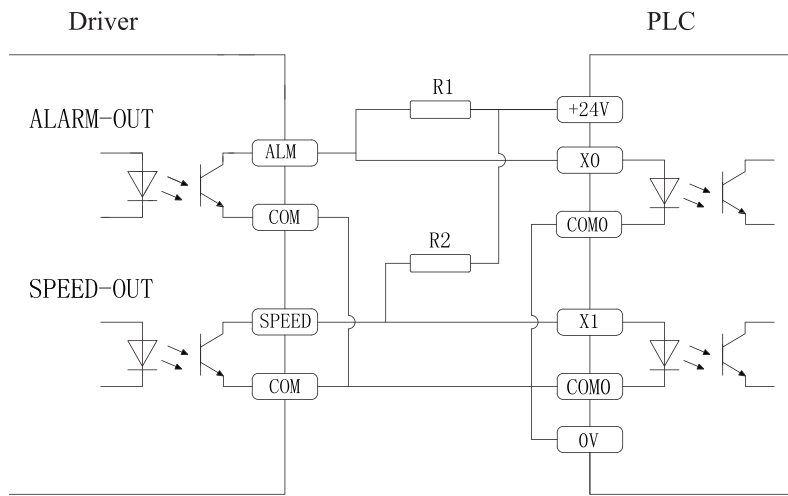 Driver
PLC
R1
+24V
ALARM-OUT
ALM
X0
COM
COM0
R2
SPEED-OUT
SPEED
X1
COM
COM0
0V